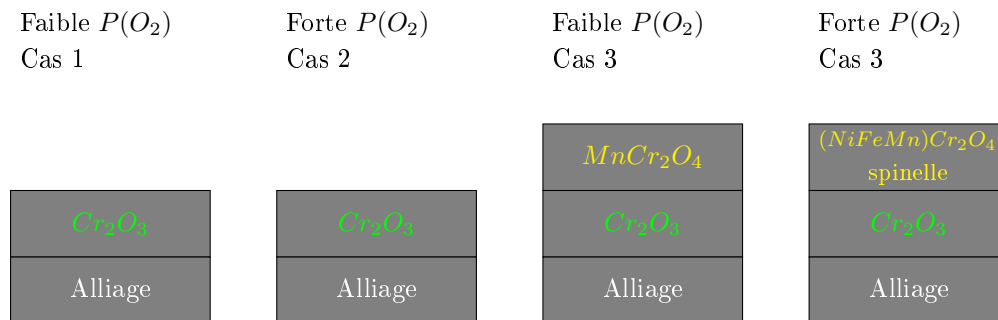 Faible P(O₂)
Cas 1
Forte P(O₂)
Cas 2
Faible P(O₂)
Cas 3
Forte P(O₂)
Cas 3
Cr₂O₃
Alliage
Cr₂O₃
Alliage
MnCr₂O₄
Cr₂O₃
Alliage
(NiFeMn)Cr₂O₄
spinelle
Cr₂O₃
Alliage